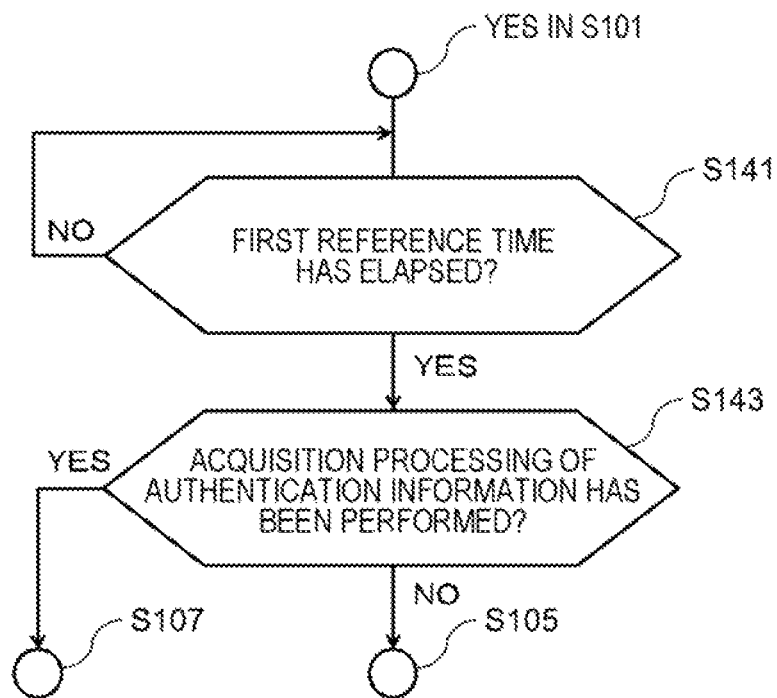 YES IN S101
S141
FIRST REFERENCE TIME
HAS ELAPSED?
NO
YES
S143
ACQUISITION PROCESSING OF
AUTHENTICATION INFORMATION HAS
BEEN PERFORMED?
YES
NO
S107
S105